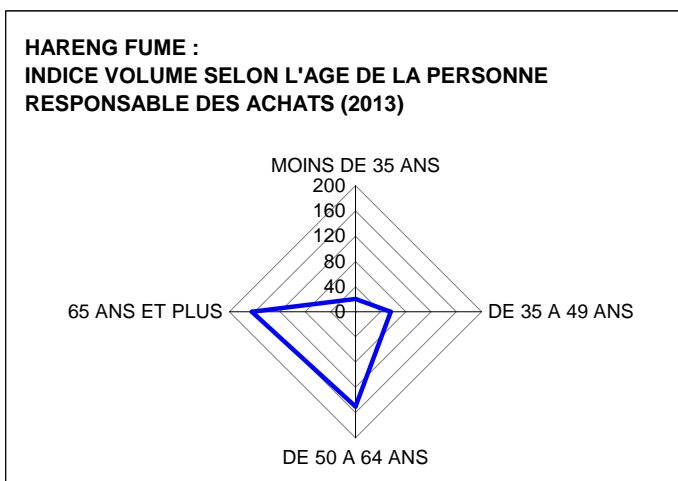 HARENG FUME :
INDICE VOLUME SELON L'AGE DE LA PERSONNE
RESPONSABLE DES ACHATS (2013)
MOINS DE 35 ANS
200
160
120
80
40
0
65 ANS ET PLUS
DE 35 A 49 ANS
DE 50 A 64 ANS